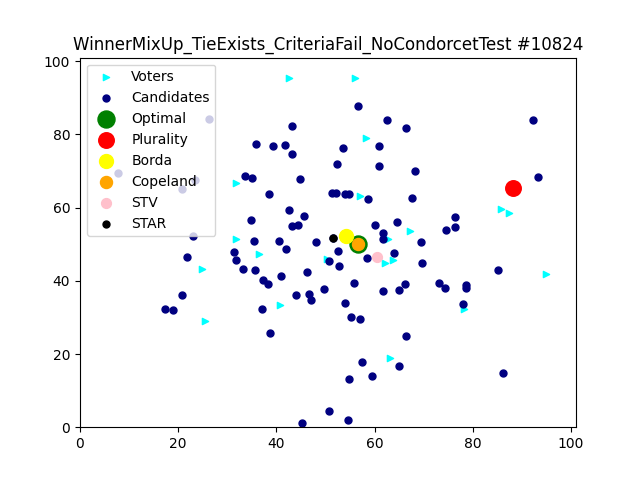 WinnerMixUp_TieExists_CriteriaFail_NoCondorcetTest #10824
100
80
60
40
20
0
Voters
Candidates
Optimal
Plurality
Borda
Copeland
STV
STAR
0 20 40 60 80 100